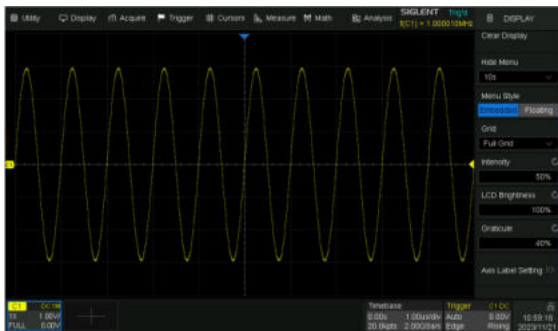 Utility Display Acquire Trigger Cursors Measure Math Analysis
SIGLENT Trig'd
f(C1) = 1.000010MHz
DISPLAY
Clear Display
Hide Menu
10s
Menu Style
Embedded Floating
Grid
Full Grid
Intensity
50%
LCD Brightness
100%
Graticule
40%
Axis Label Setting
C1
C1 DC1M
1X 1.00V/
FULL 0.00V
Timebase
0.00s 1.00us/div
20.0kpts 2.00GSa/s
Trigger C1 DC
Auto 0.00V
Edge Rising
10:59:16